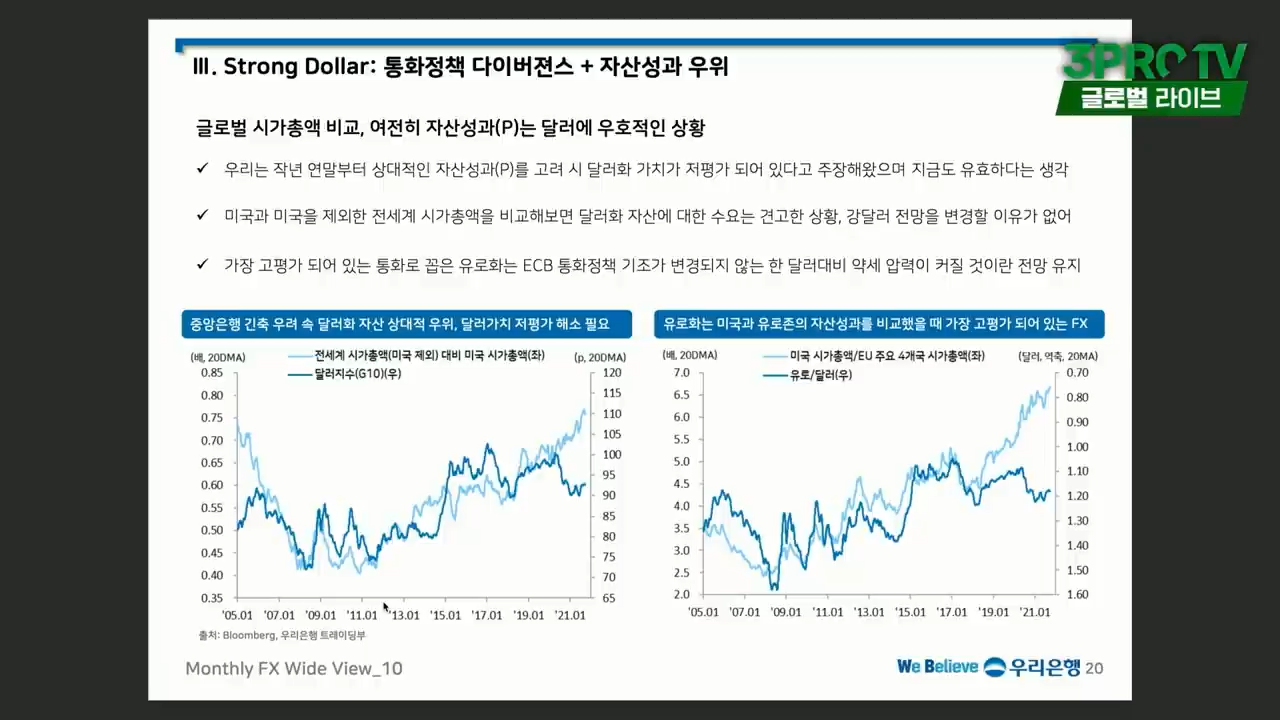 Ⅲ. Strong Dollar: 통화정책 다이버젼스 + 자산성과 우위
3PRO TV
글로벌 라이브
글로벌 시가총액 비교, 여전히 자산성과(P)는 달러에 우호적인 상황
✓ 우리는 작년 연말부터 상대적인 자산성과(P)를 고려 시 달러화 가치가 저평가 되어 있다고 주장해왔으며 지금도 유효하다는 생각
✓ 미국과 미국을 제외한 전세계 시가총액을 비교해보면 달러화 자산에 대한 수요는 견고한 상황, 강달러 전망을 변경할 이유가 없어
✓ 가장 고평가 되어 있는 통화로 꼽은 유로화는 ECB 통화정책 기조가 변경되지 않는 한 달러대비 약세 압력이 커질 것이란 전망 유지
중앙은행 긴축 우려 속 달러화 자산 상대적 우위, 달러가치 저평가 해소 필요
(배, 20DMA)
전세계 시가총액(미국 제외) 대비 미국 시가총액(좌)
(p, 20DMA)
달러지수(G10)(우)
0.85
0.80
0.75
0.70
0.65
0.60
0.55
0.50
0.45
0.40
0.35
120
115
110
105
100
95
90
85
80
75
70
65
'05.01 '07.01 '09.01 '11.01 '13.01 '15.01 '17.01 '19.01 '21.01
출처: Bloomberg, 우리은행 트레이딩부
유로화는 미국과 유로존의 자산성과를 비교했을 때 가장 고평가 되어 있는 FX
(배, 20DMA)
미국 시가총액/EU 주요 4개국 시가총액(좌)
(달러, 역축, 20MA)
유로/달러(우)
7.0
6.5
6.0
5.5
5.0
4.5
4.0
3.5
3.0
2.5
2.0
0.70
0.80
0.90
1.00
1.10
1.20
1.30
1.40
1.50
1.60
'05.01 '07.01 '09.01 '11.01 '13.01 '15.01 '17.01 '19.01 '21.01
Monthly FX Wide View_10
We Believe 우리은행 20